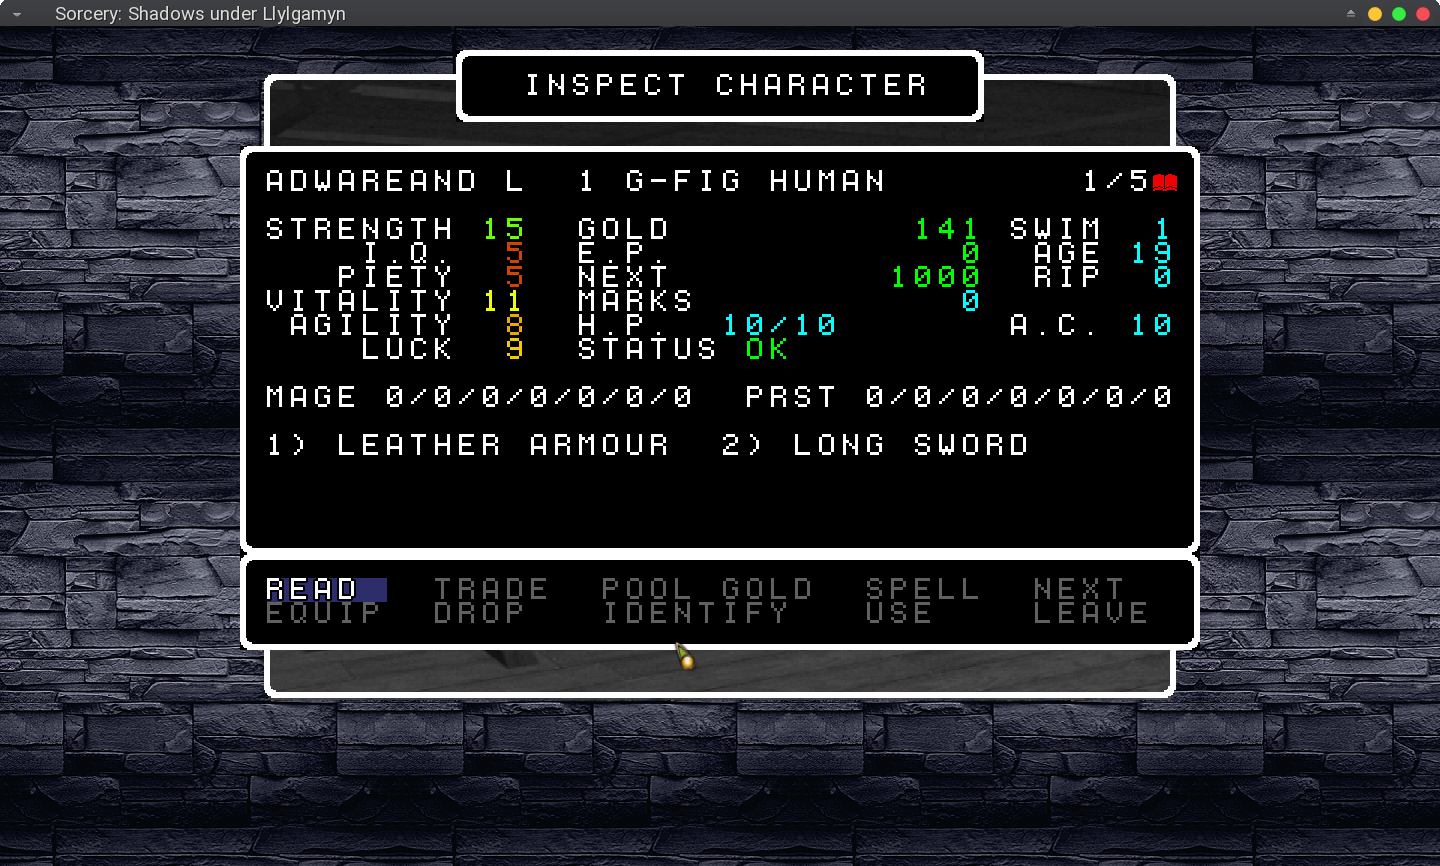 Sorcery: Shadows under Llylgamyn
INSPECT CHARACTER
ADWAREAND L 1 G-FIG HUMAN 1/5
STRENGTH 15 GOLD 141 SWIM 1
I.Q. 5 E.P. 0 AGE 19
PIETY 5 NEXT 1000 RIP 0
VITALITY 11 MARKS 0
AGILITY 8 H.P. 10/10 A.C. 10
LUCK 9 STATUS OK
MAGE 0/0/0/0/0/0/0 PRST 0/0/0/0/0/0/0
1) LEATHER ARMOUR 2) LONG SWORD
READ TRADE POOL GOLD SPELL NEXT
EQUIP DROP IDENTIFY USE LEAVE